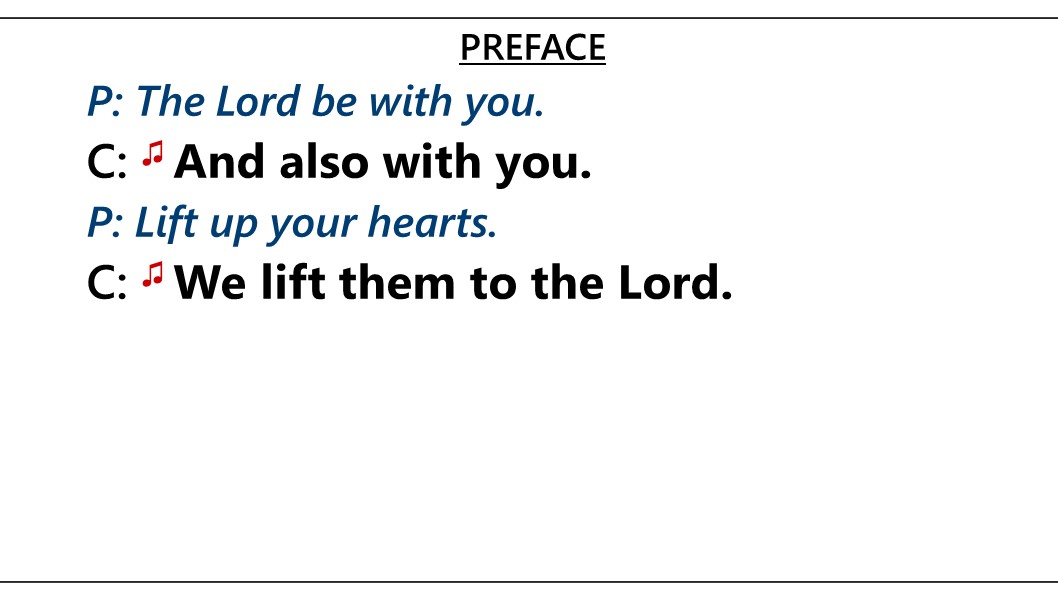 PREFACE
P: The Lord be with you.
C: ♫ And also with you.
P: Lift up your hearts.
C: ♫ We lift them to the Lord.